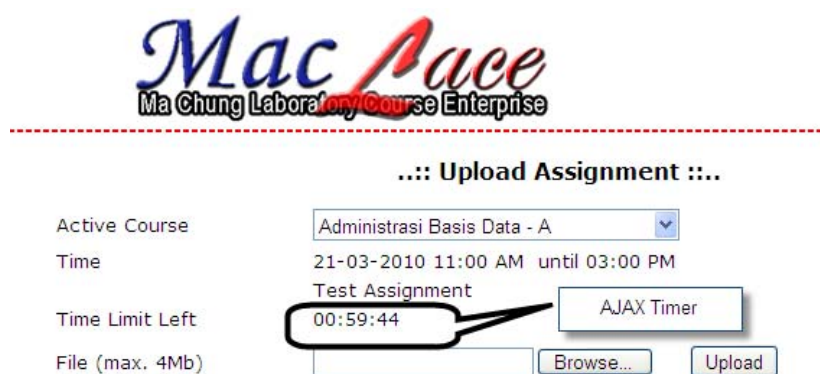 Mac Lace
Ma Chung Laboratory Course Enterprise
..:: Upload Assignment ::..
Active Course Administrasi Basis Data - A
Time 21-03-2010 11:00 AM until 03:00 PM
Test Assignment
AJAX Timer
Time Limit Left 00:59:44
File (max. 4Mb) Browse... Upload